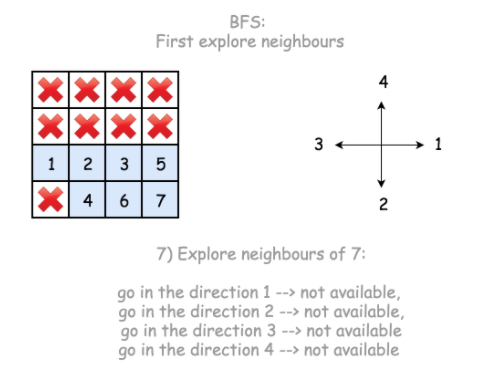 BFS:
First explore neighbours
4
3 1
2
1 2 3 5
4 6 7
7) Explore neighbours of 7:
go in the direction 1 --> not available,
go in the direction 2 --> not available,
go in the direction 3 --> not available
go in the direction 4 --> not available